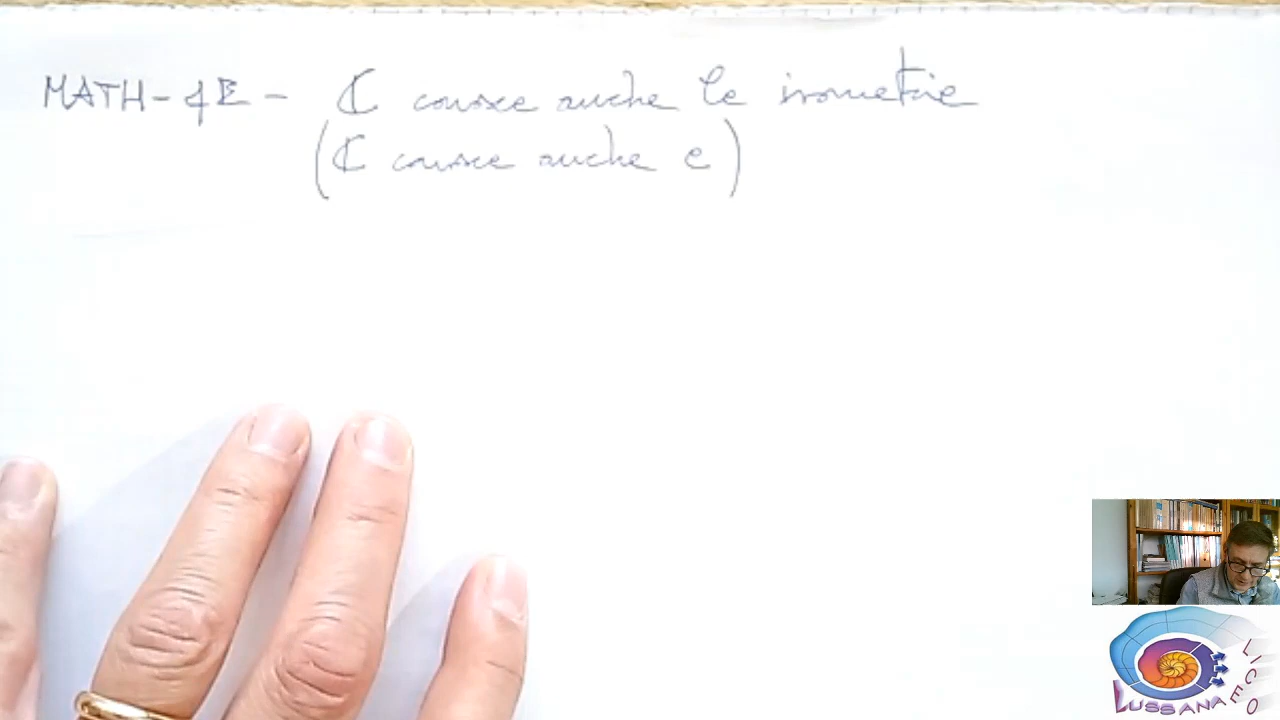 MATH - 4E - ℂ conosce anche le isometrie
(ℂ conosce anche e)
LUSSANA LICEO